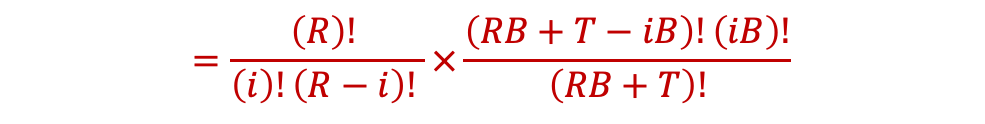 = (R)! / (i)! (R − i)! × (RB + T − iB)! (iB)! / (RB + T)!